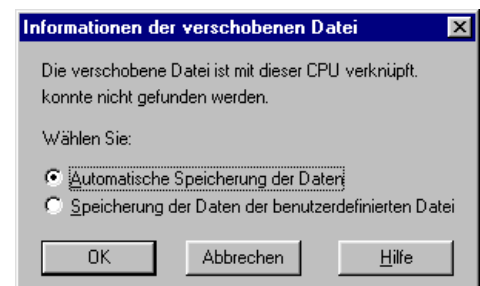 Informationen der verschobenen Datei
Die verschobene Datei ist mit dieser CPU verknüpft.
konnte nicht gefunden werden.
Wählen Sie:
Automatische Speicherung der Daten
Speicherung der Daten der benutzerdefinierten Datei
OK Abbrechen Hilfe